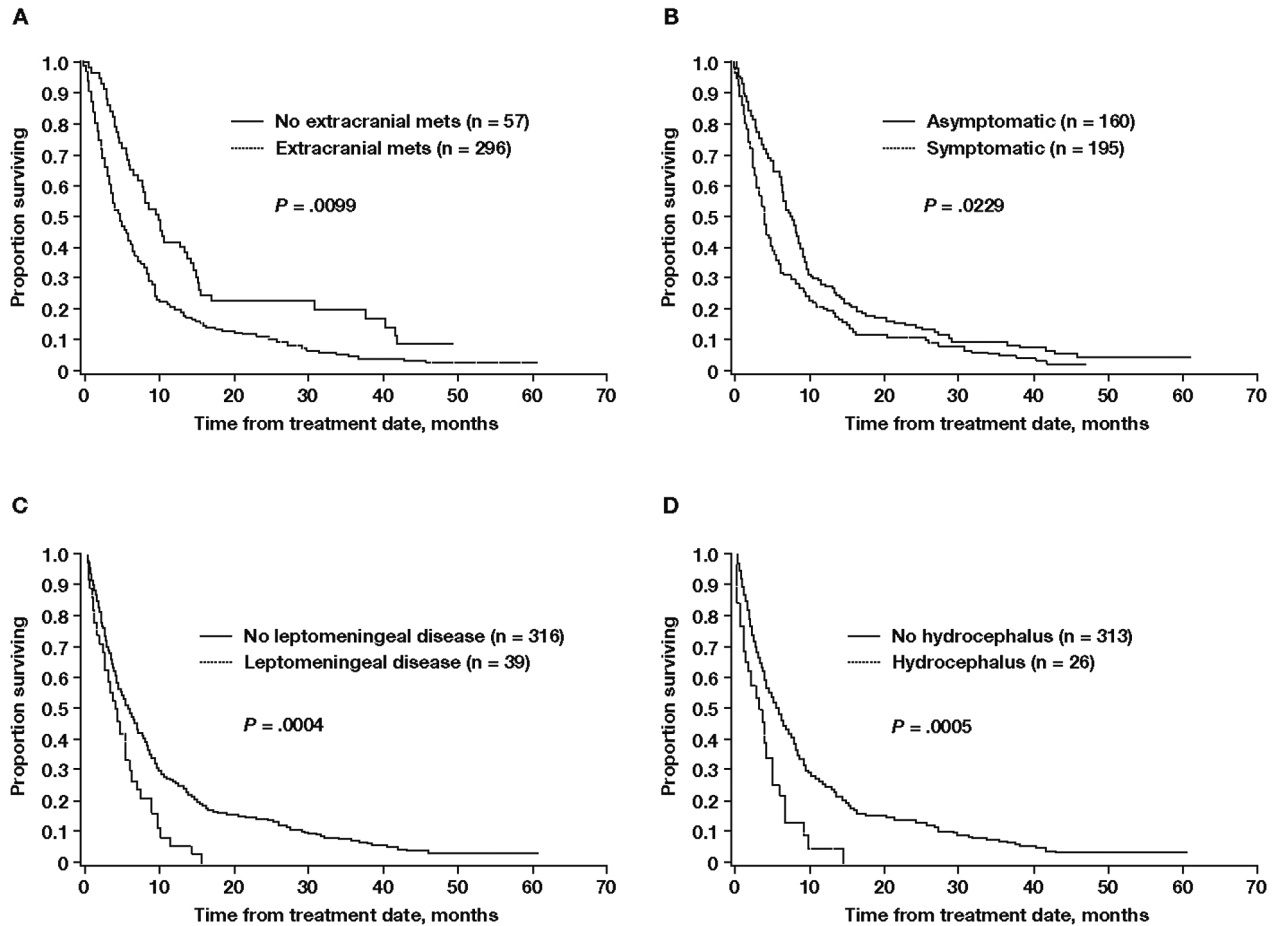 A
Proportion surviving
1.0
0.9
0.8
0.7
0.6
0.5
0.4
0.3
0.2
0.1
0
No extracranial mets (n = 57)
Extracranial mets (n = 296)
P = .0099
0 10 20 30 40 50 60 70
Time from treatment date, months
B
Proportion surviving
1.0
0.9
0.8
0.7
0.6
0.5
0.4
0.3
0.2
0.1
0
Asymptomatic (n = 160)
Symptomatic (n = 195)
P = .0229
0 10 20 30 40 50 60 70
Time from treatment date, months
C
Proportion surviving
1.0
0.9
0.8
0.7
0.6
0.5
0.4
0.3
0.2
0.1
0
No leptomeningeal disease (n = 316)
Leptomeningeal disease (n = 39)
P = .0004
0 10 20 30 40 50 60 70
Time from treatment date, months
D
Proportion surviving
1.0
0.9
0.8
0.7
0.6
0.5
0.4
0.3
0.2
0.1
0
No hydrocephalus (n = 313)
Hydrocephalus (n = 26)
P = .0005
0 10 20 30 40 50 60 70
Time from treatment date, months